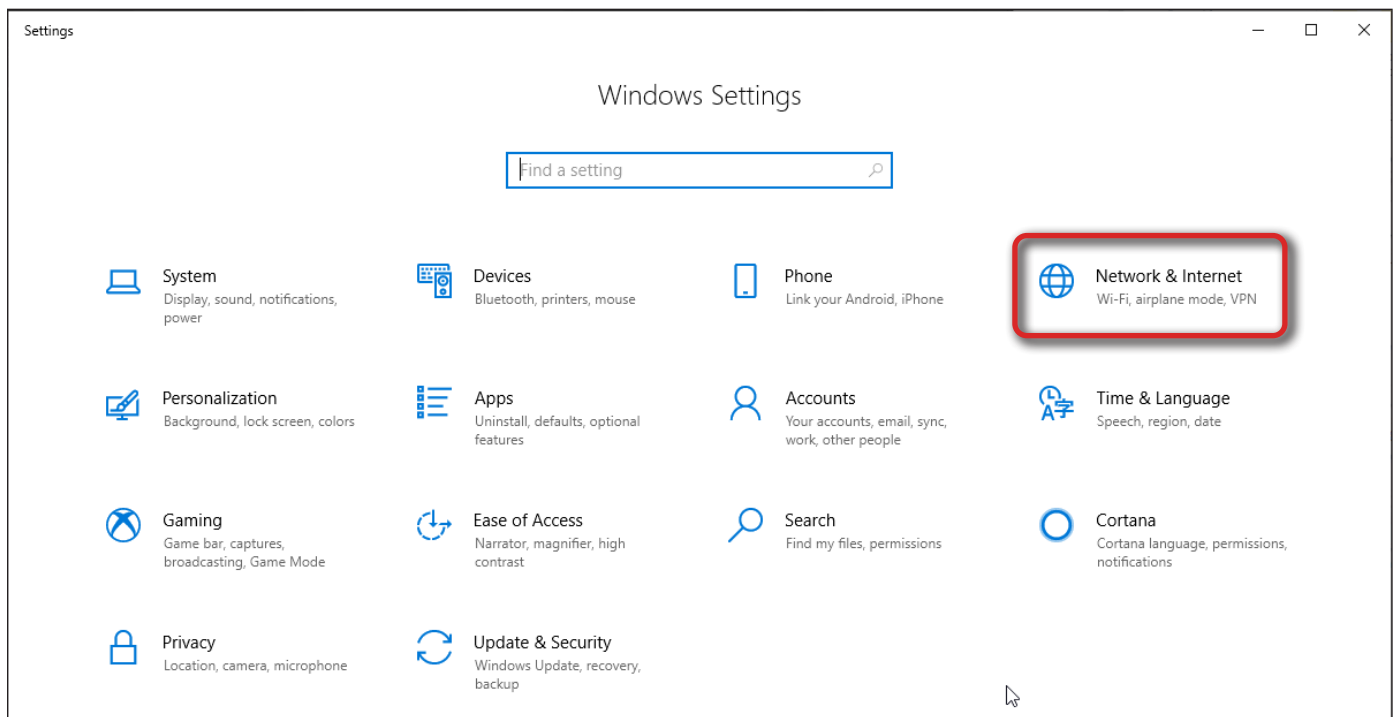 Settings
Windows Settings
Find a setting
System
Display, sound, notifications,
power
Devices
Bluetooth, printers, mouse
Phone
Link your Android, iPhone
Network & Internet
Wi-Fi, airplane mode, VPN
Personalization
Background, lock screen, colors
Apps
Uninstall, defaults, optional
features
Accounts
Your accounts, email, sync,
work, other people
Time & Language
Speech, region, date
Gaming
Game bar, captures,
broadcasting, Game Mode
Ease of Access
Narrator, magnifier, high
contrast
Search
Find my files, permissions
Cortana
Cortana language, permissions,
notifications
Privacy
Location, camera, microphone
Update & Security
Windows Update, recovery,
backup